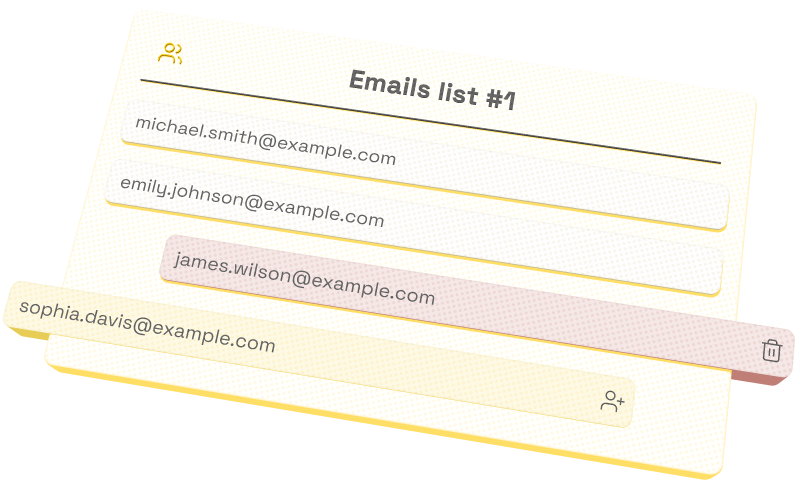 Emails list #1
michael.smith@example.com
emily.johnson@example.com
james.wilson@example.com
sophia.davis@example.com